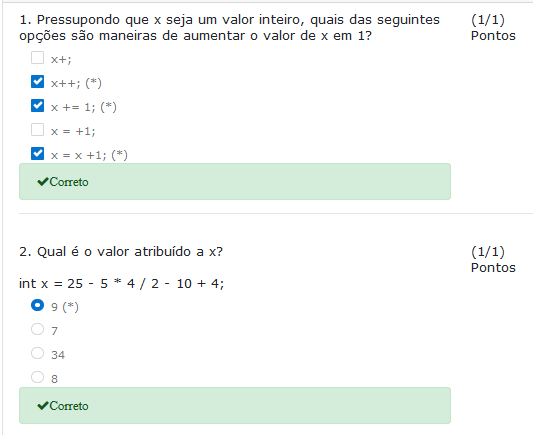 1. Pressupondo que x seja um valor inteiro, quais das seguintes (1/1)
opções são maneiras de aumentar o valor de x em 1? Pontos
x+;
x++; (*)
x += 1; (*)
x = +1;
x = x +1; (*)
Correto
2. Qual é o valor atribuído a x? (1/1)
Pontos
int x = 25 - 5 * 4 / 2 - 10 + 4;
9 (*)
7
34
8
Correto